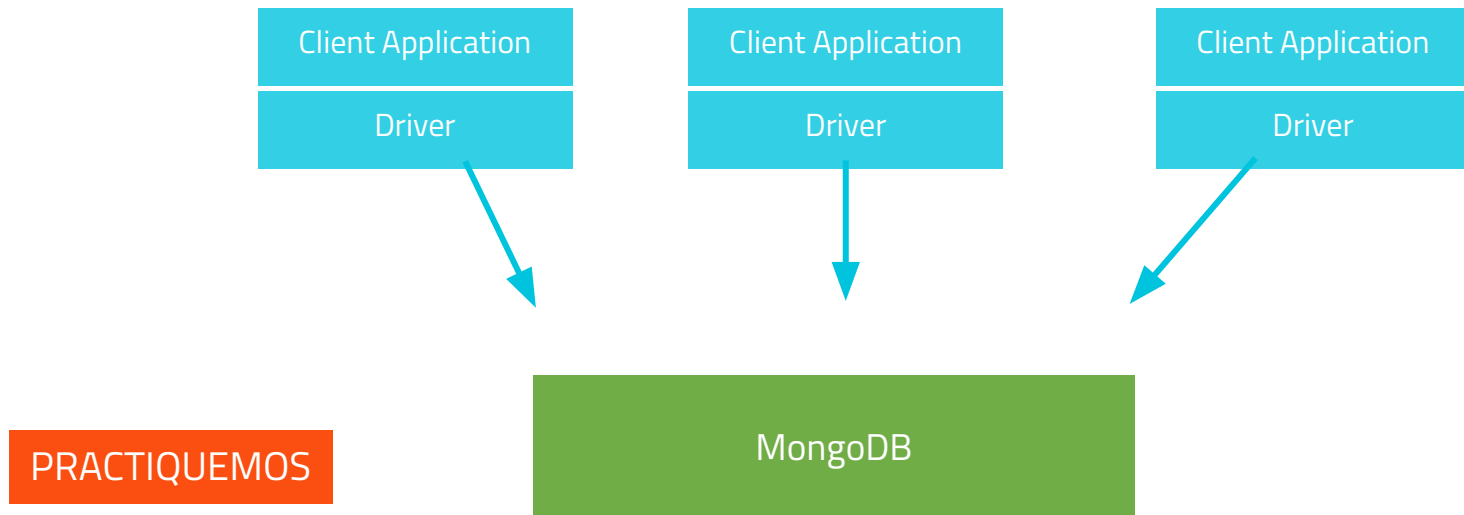 Client Application
Driver
Client Application
Driver
Client Application
Driver
MongoDB
PRACTIQUEMOS